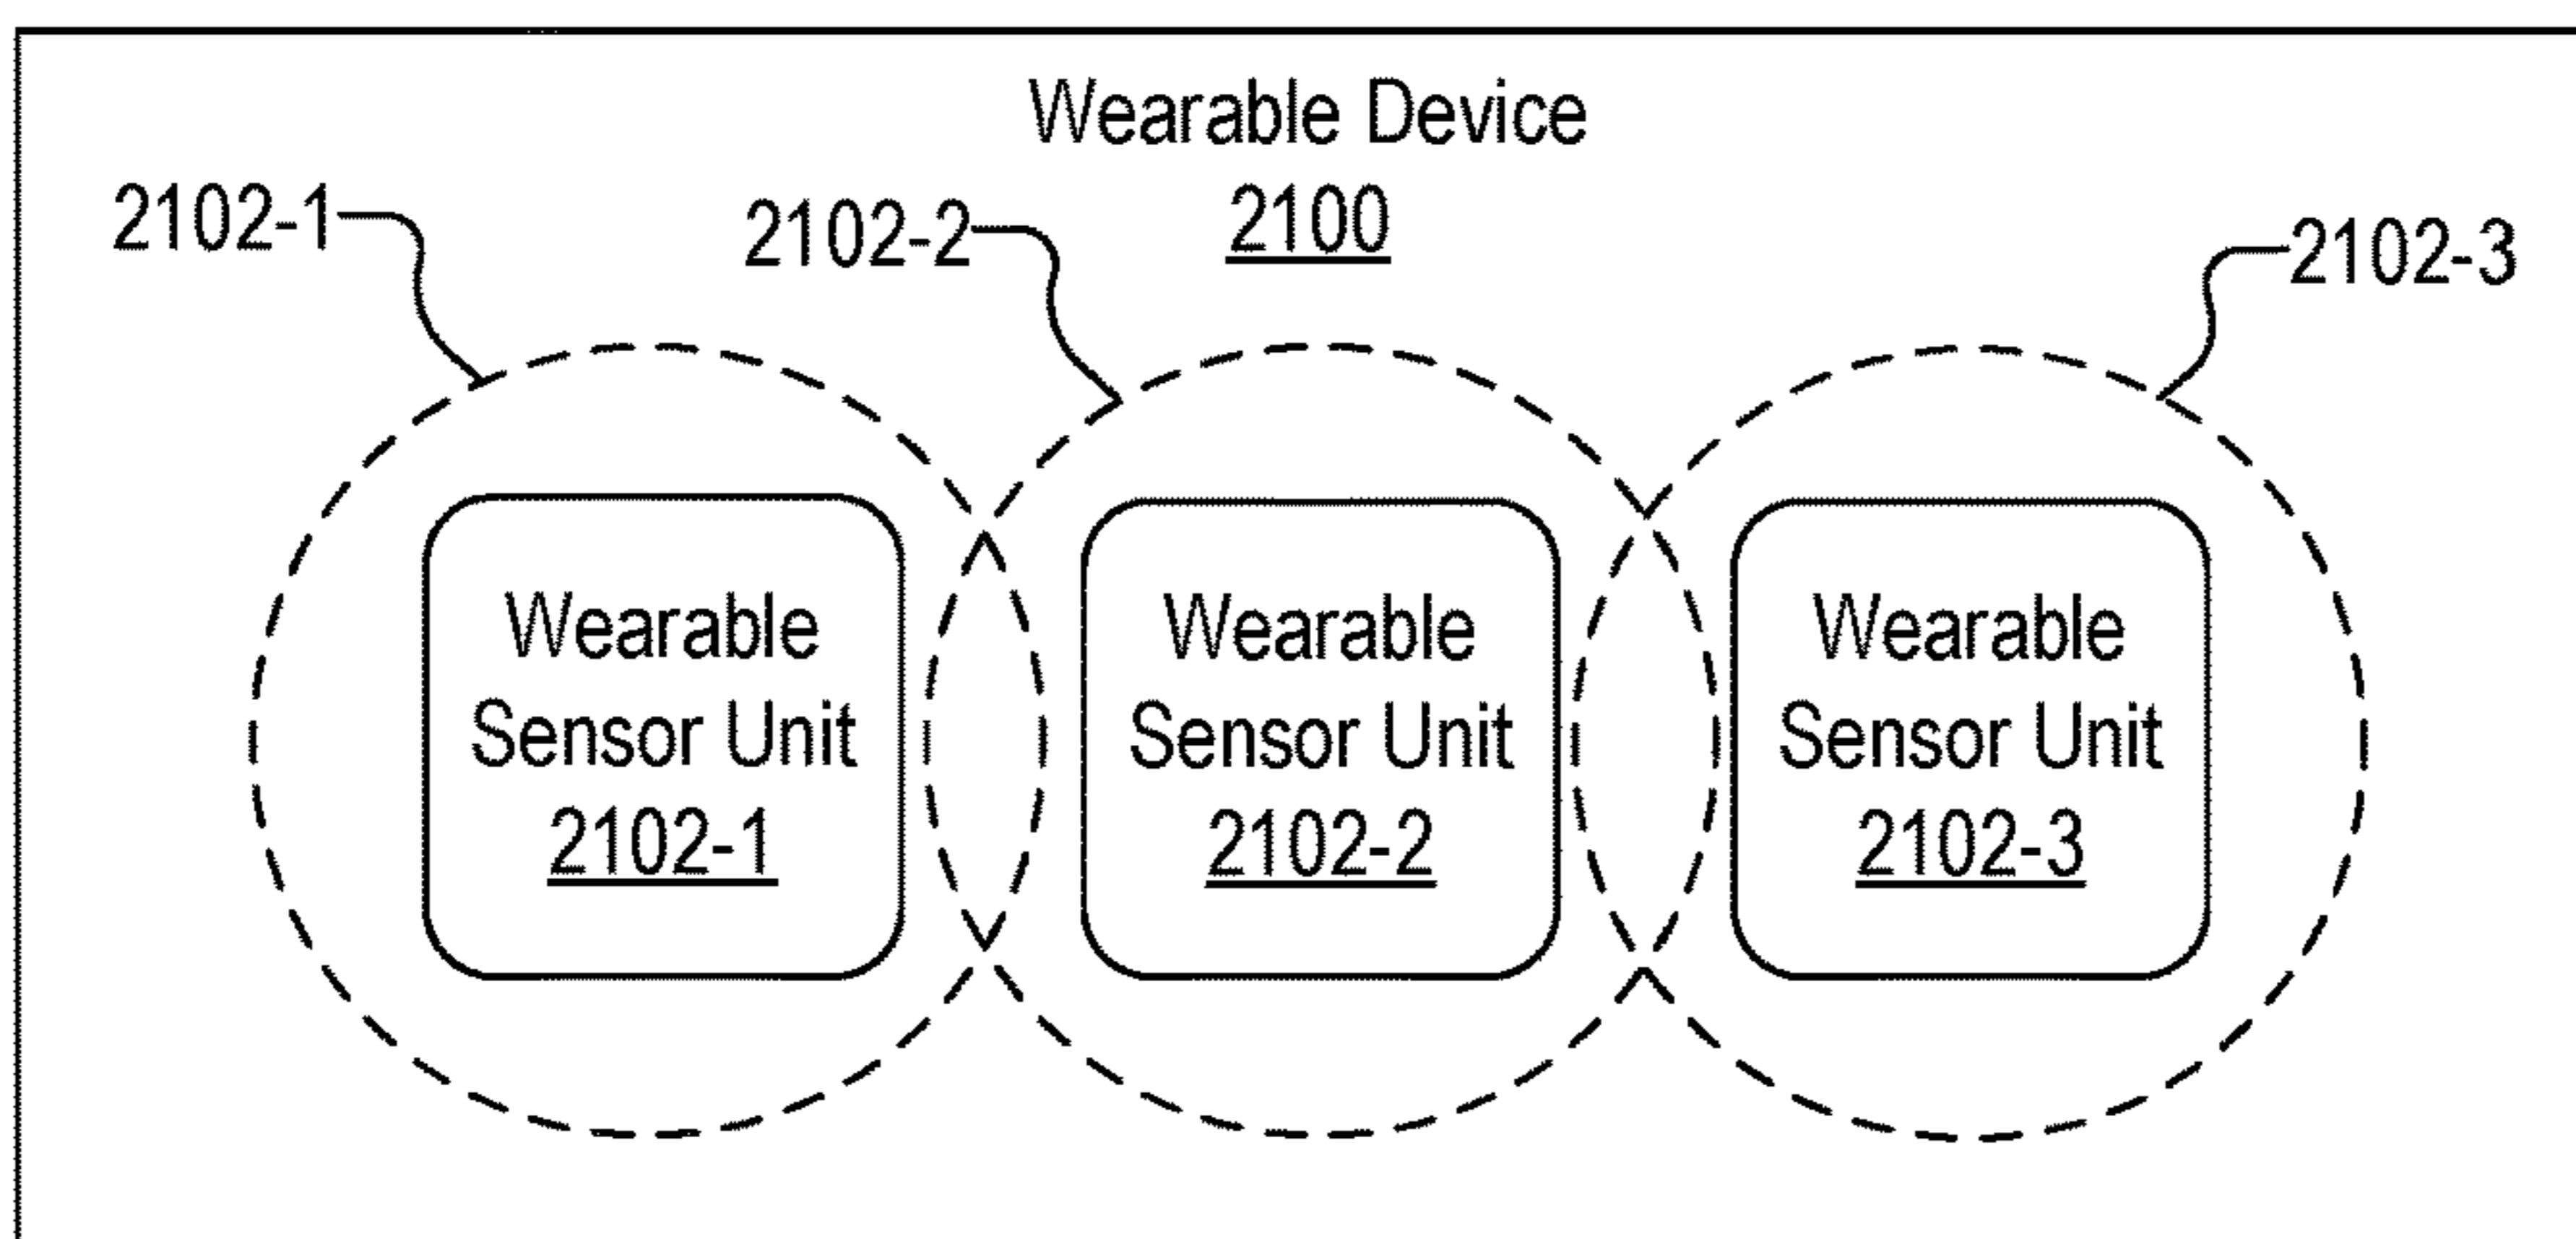 Wearable Device
2100
2102-1
2102-2
2102-3
Wearable
Sensor Unit
2102-1
Wearable
Sensor Unit
2102-2
Wearable
Sensor Unit
2102-3